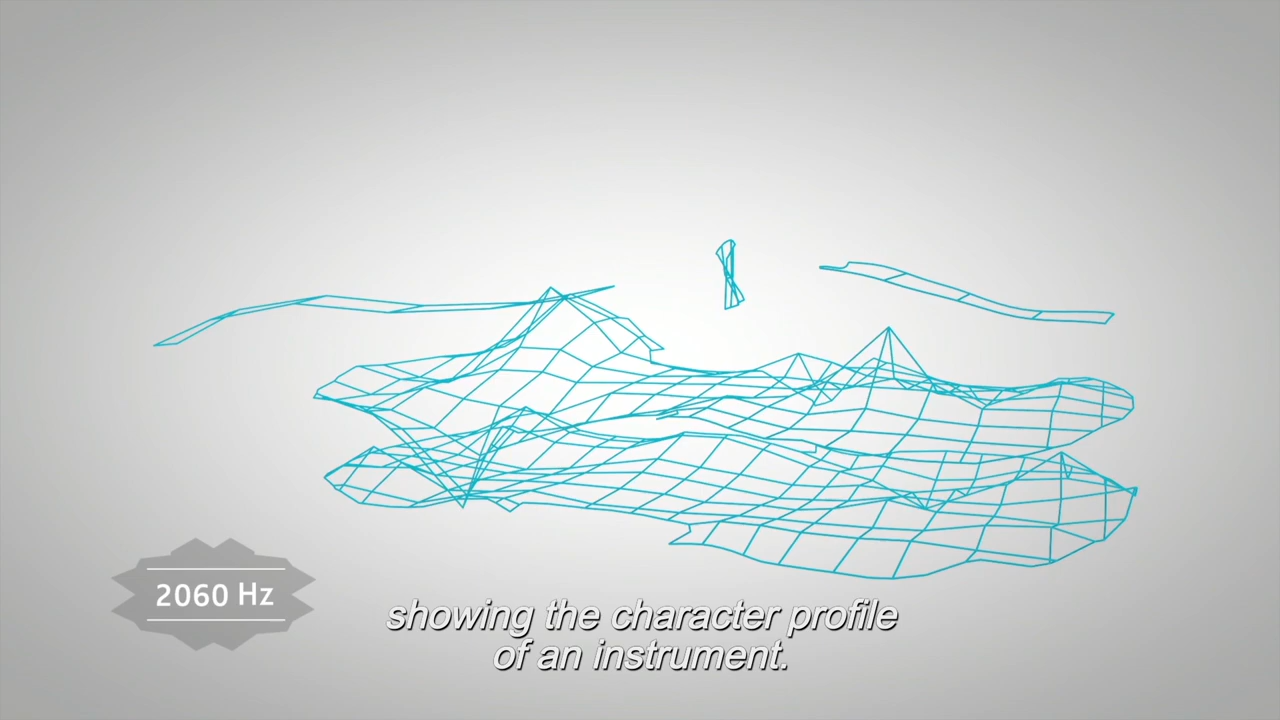 2060 Hz
showing the character profile
of an instrument.